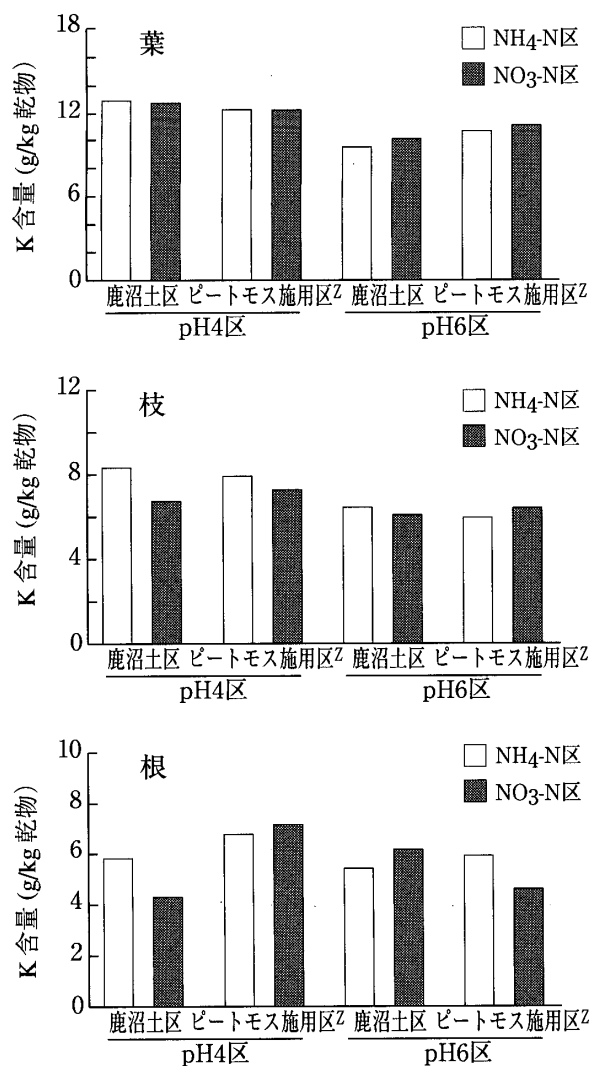 K 含量 (g/kg 乾物)
18
12
6
0
葉
NH4-N区
NO3-N区
鹿沼土区 ピートモス施用区Z 鹿沼土区 ピートモス施用区Z
pH4区 pH6区
K 含量 (g/kg 乾物)
12
8
4
0
枝
NH4-N区
NO3-N区
鹿沼土区 ピートモス施用区Z 鹿沼土区 ピートモス施用区Z
pH4区 pH6区
K 含量 (g/kg 乾物)
10
8
6
4
2
0
根
NH4-N区
NO3-N区
鹿沼土区 ピートモス施用区Z 鹿沼土区 ピートモス施用区Z
pH4区 pH6区